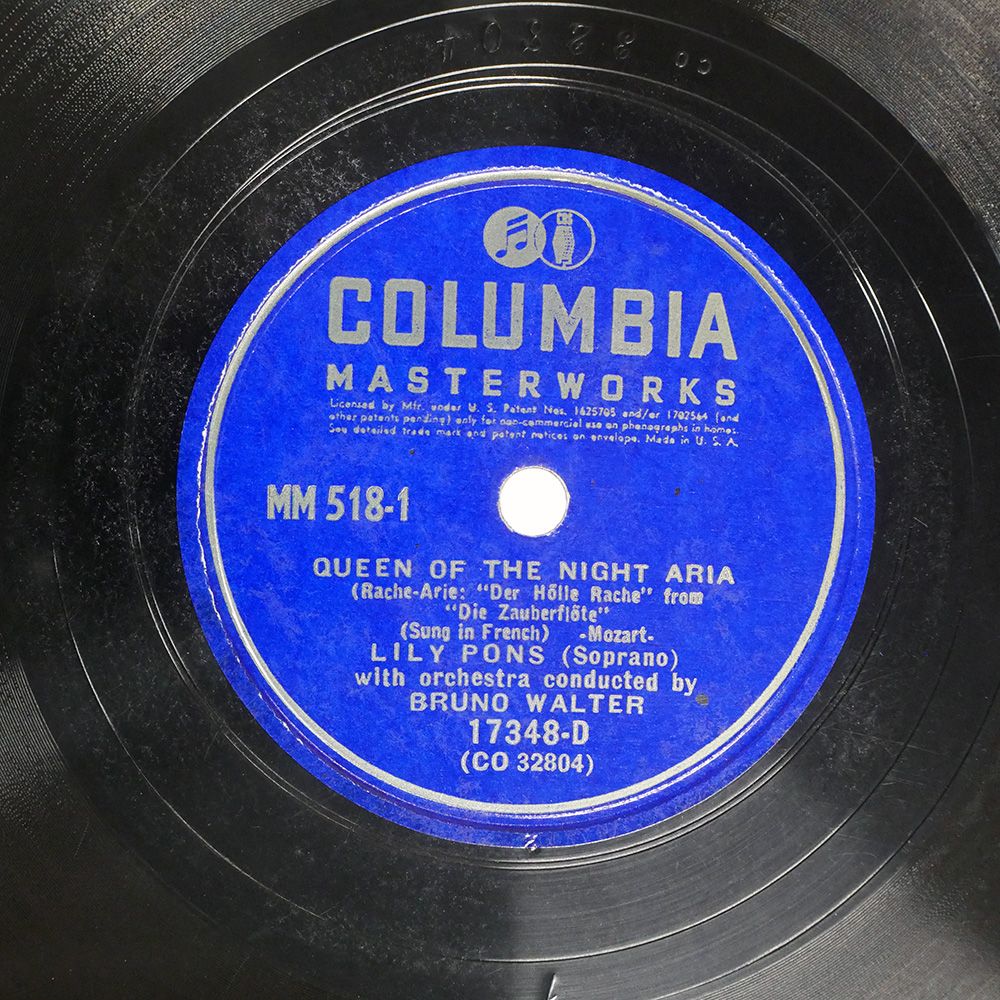 CO 32804
CBS
COLUMBIA
MASTERWORKS
Licensed by Mfr. under U. S. Patent Nos. 1625705 and/or 1702564 (and
other patents pending) only for non-commercial use on phonographs in homes.
See detailed trade mark and patent notices on envelope. Made in U. S. A.
MM 518-1
QUEEN OF THE NIGHT ARIA
(Rache-Arie: "Der Hölle Rache" from
"Die Zauberflöte"
(Sung in French) -Mozart-
LILY PONS (Soprano)
with orchestra conducted by
BRUNO WALTER
17348-D
(CO 32804)